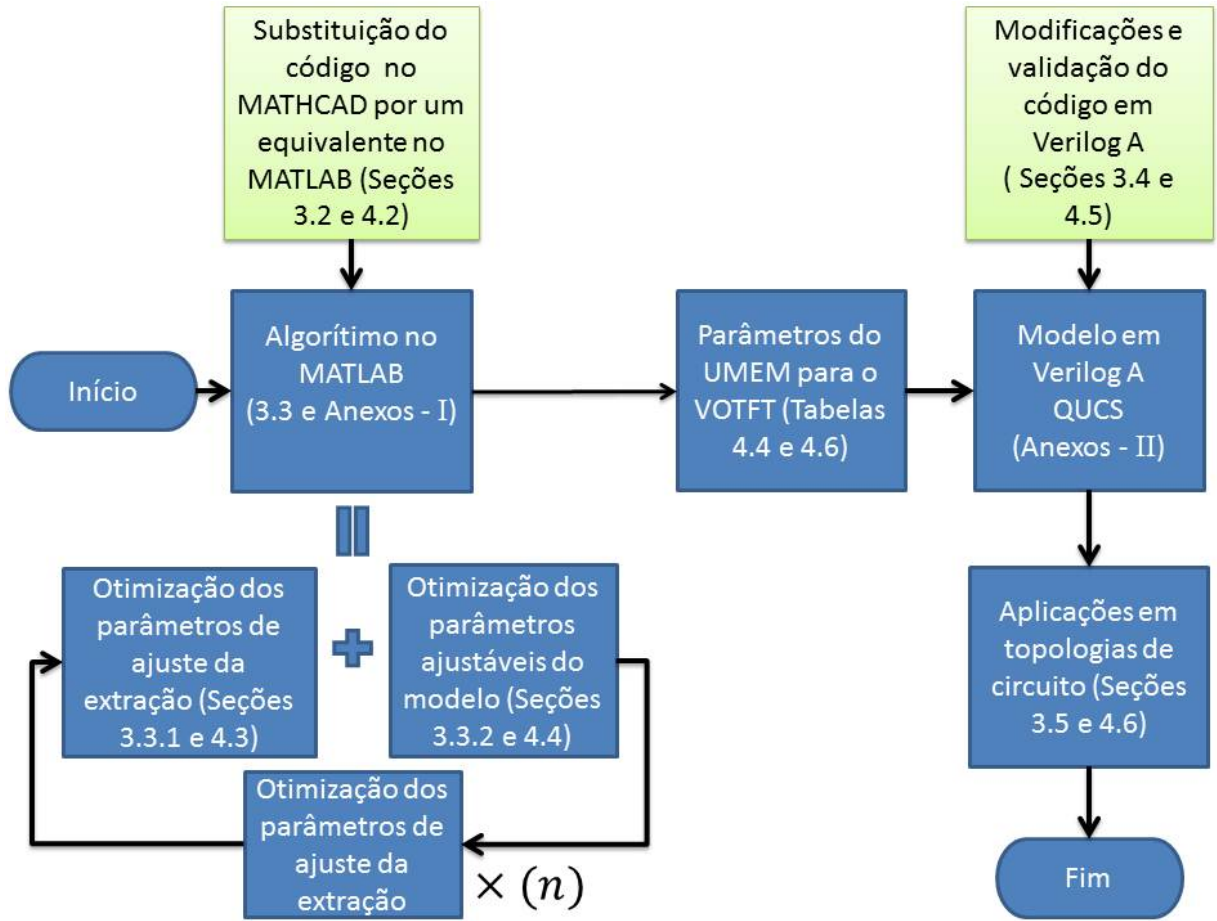 Substituição do
código no
MATHCAD por um
equivalente no
MATLAB (Seções
3.2 e 4.2)
Modificações e
validação do
código em
Verilog A
( Seções 3.4 e
4.5)
Início
Algorítimo no
MATLAB
(3.3 e Anexos - I)
Parâmetros do
UMEM para o
VOTFT (Tabelas
4.4 e 4.6)
Modelo em
Verilog A
QUCS
(Anexos - II)
Otimização dos
parâmetros de
ajuste da
extração (Seções
3.3.1 e 4.3)
Otimização dos
parâmetros
ajustáveis do
modelo (Seções
3.3.2 e 4.4)
Aplicações em
topologias de
circuito (Seções
3.5 e 4.6)
Otimização dos
parâmetros de
ajuste da
extração
× (n)
Fim